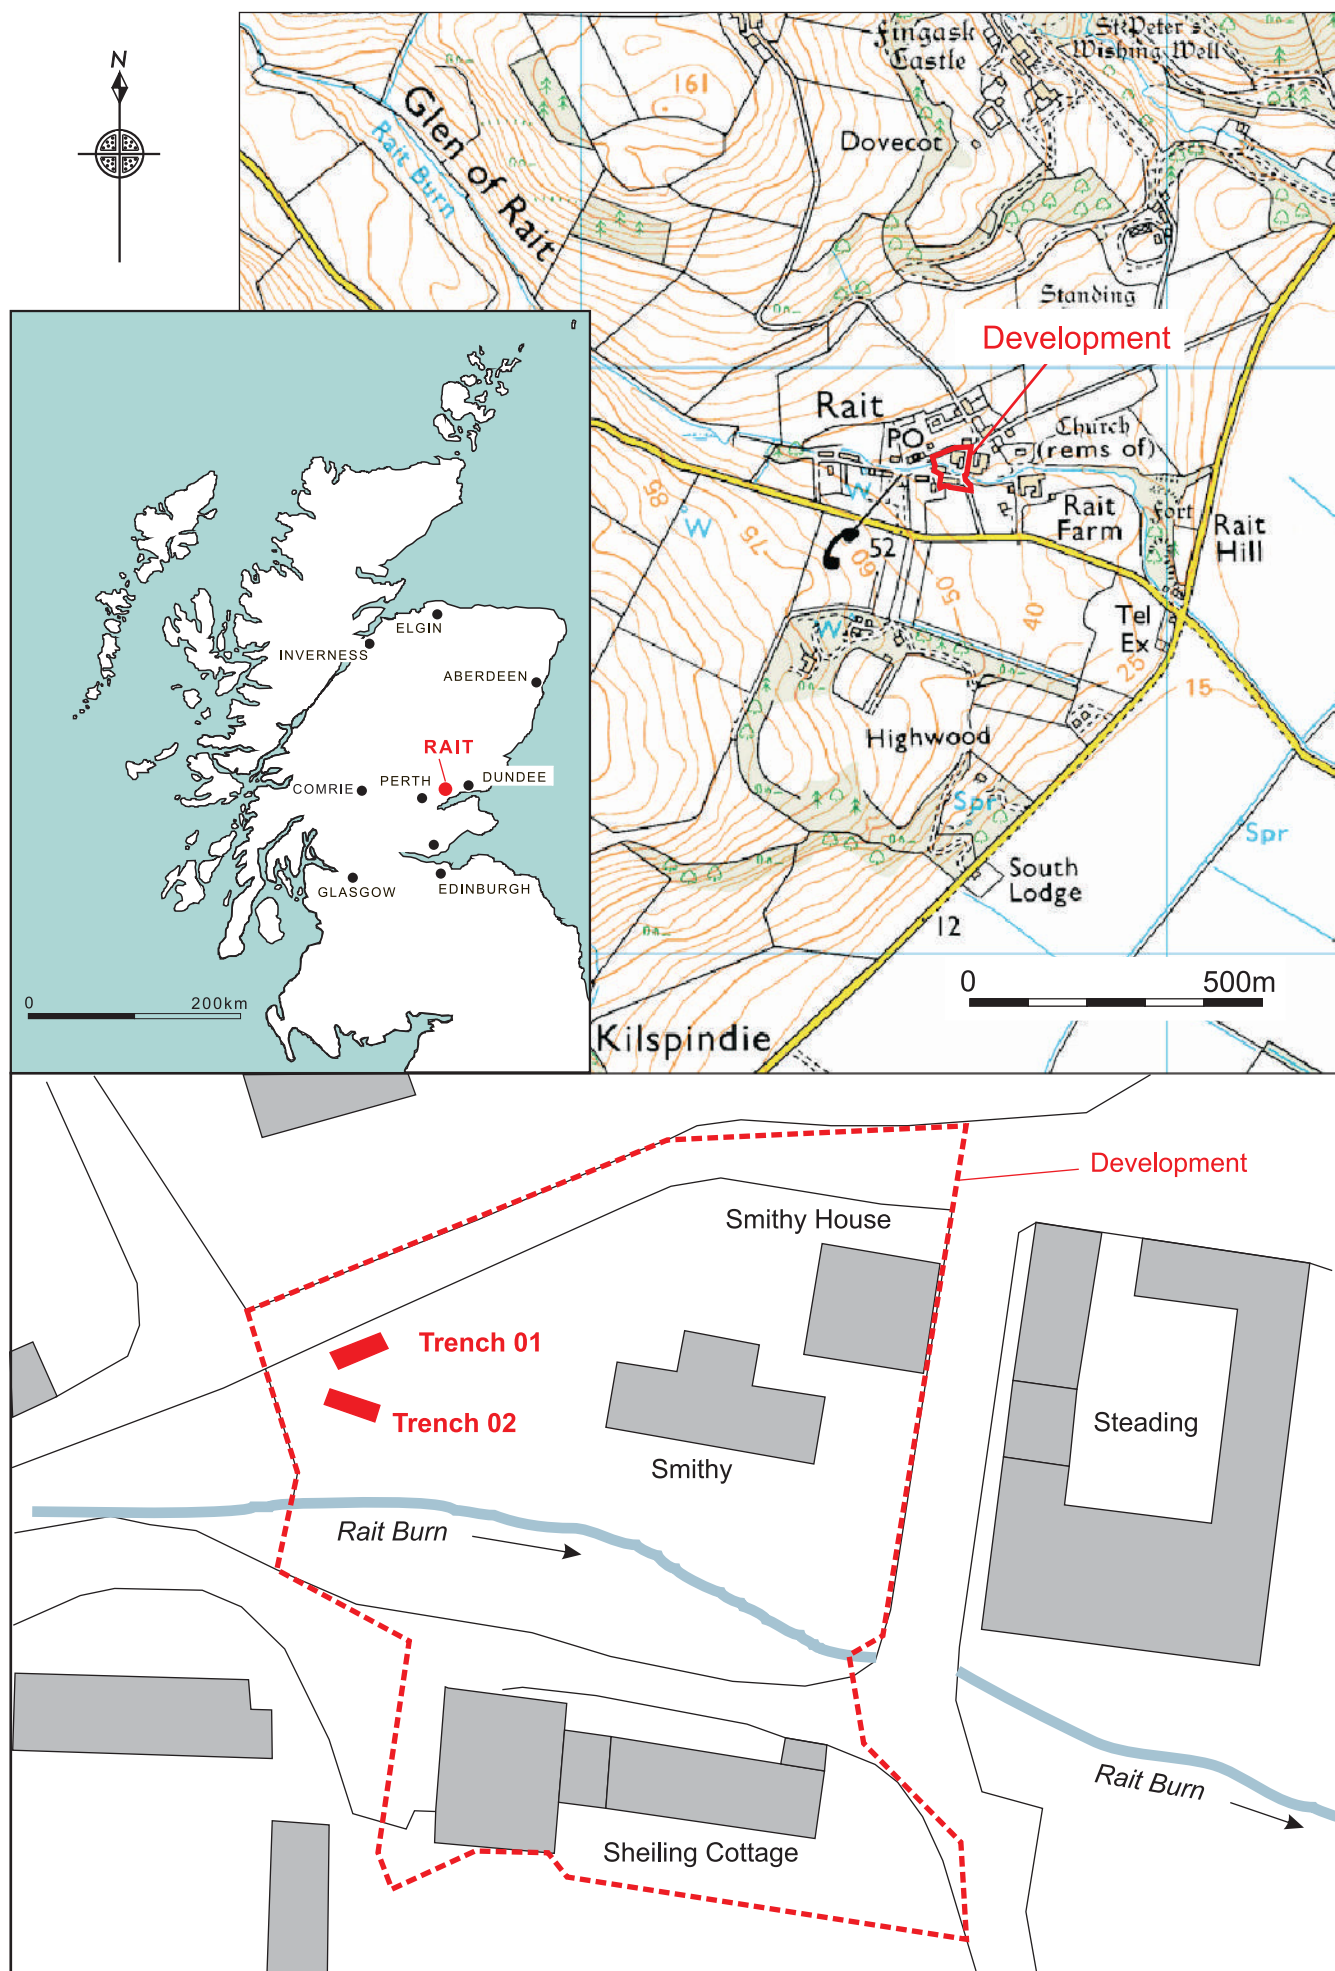 N
Fingask
Castle
St Peter's
Wishing Well
161
Glen of Rait
Rait Burn
Dovecot
Standing
Development
Rait
PO
Church
(rems of)
W
85
W
75
52
60
50
40
Rait
Farm
Fort
Rait
Hill
W
Tel
Ex
25
15
Highwood
Spr
Spr
South
Lodge
12
0 500m
Kilspindie
ELGIN
INVERNESS
ABERDEEN
RAIT
COMRIE
PERTH
DUNDEE
GLASGOW
EDINBURGH
0 200km
Development
Smithy House
Trench 01
Trench 02
Steading
Smithy
Rait Burn
Rait Burn
Sheiling Cottage